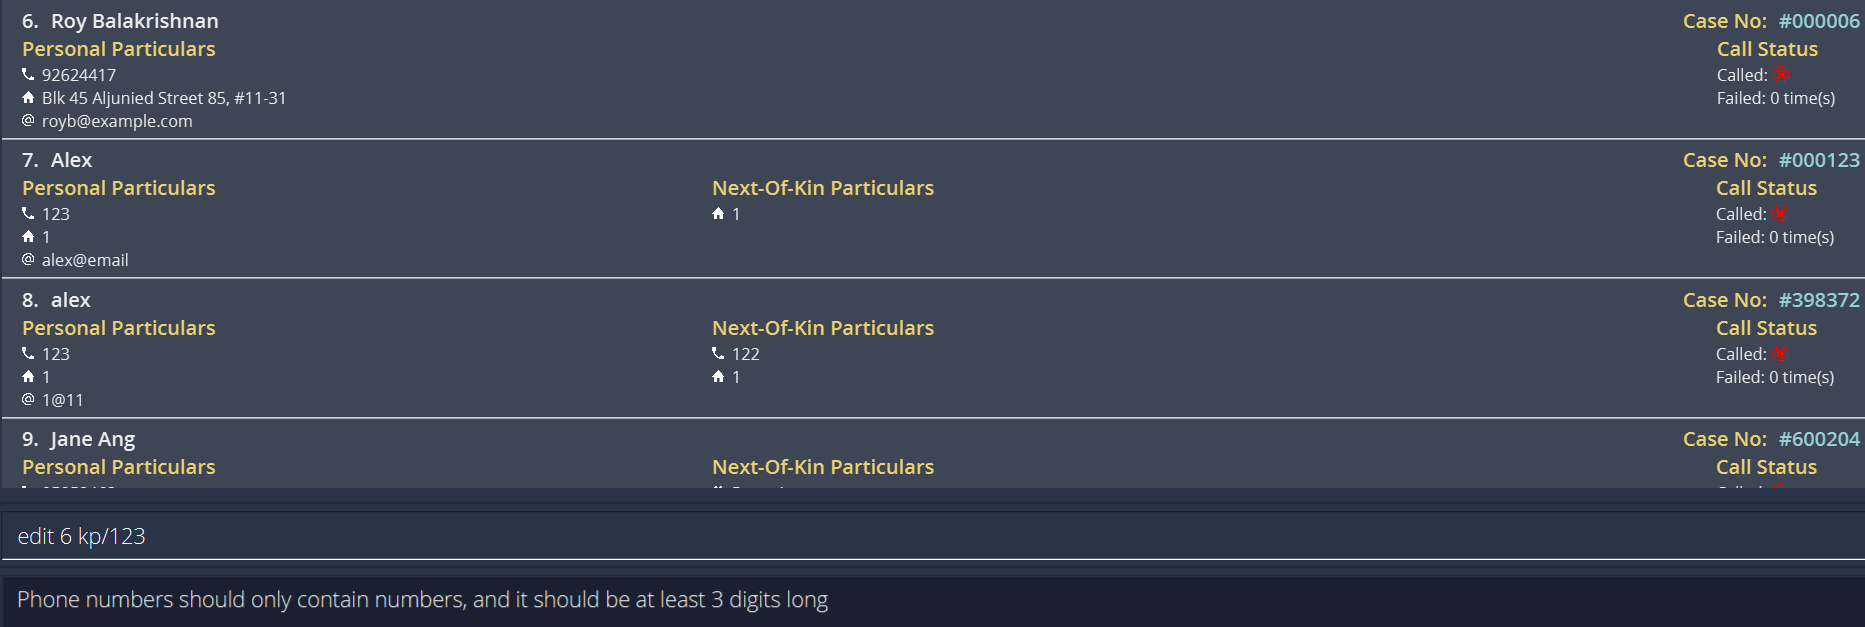 6. Roy Balakrishnan Case No: #000006
Personal Particulars Call Status
92624417 Called:
Blk 45 Aljunied Street 85, #11-31 Failed: 0 time(s)
@ royb@example.com
7. Alex Case No: #000123
Personal Particulars Next-Of-Kin Particulars Call Status
123 1 Called:
1 Failed: 0 time(s)
@ alex@email
8. alex Case No: #398372
Personal Particulars Next-Of-Kin Particulars Call Status
123 122 Called:
1 1 Failed: 0 time(s)
@ 1@11
9. Jane Ang Case No: #600204
Personal Particulars Next-Of-Kin Particulars Call Status
edit 6 kp/123
Phone numbers should only contain numbers, and it should be at least 3 digits long